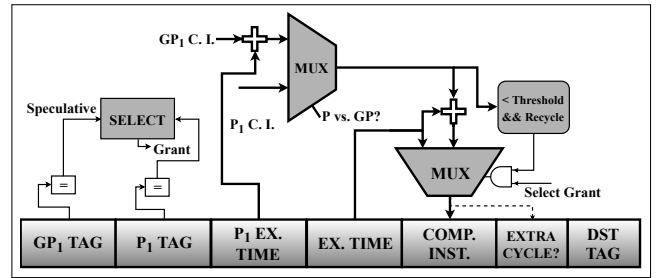 GP1 C. I.
MUX
Speculative
SELECT
Grant
P1 C. I.
P vs. GP?
< Threshold
&& Recycle
MUX
Select Grant
=
=
GP1 TAG
P1 TAG
P1 EX.
TIME
EX. TIME
COMP.
INST.
EXTRA
CYCLE?
DST
TAG